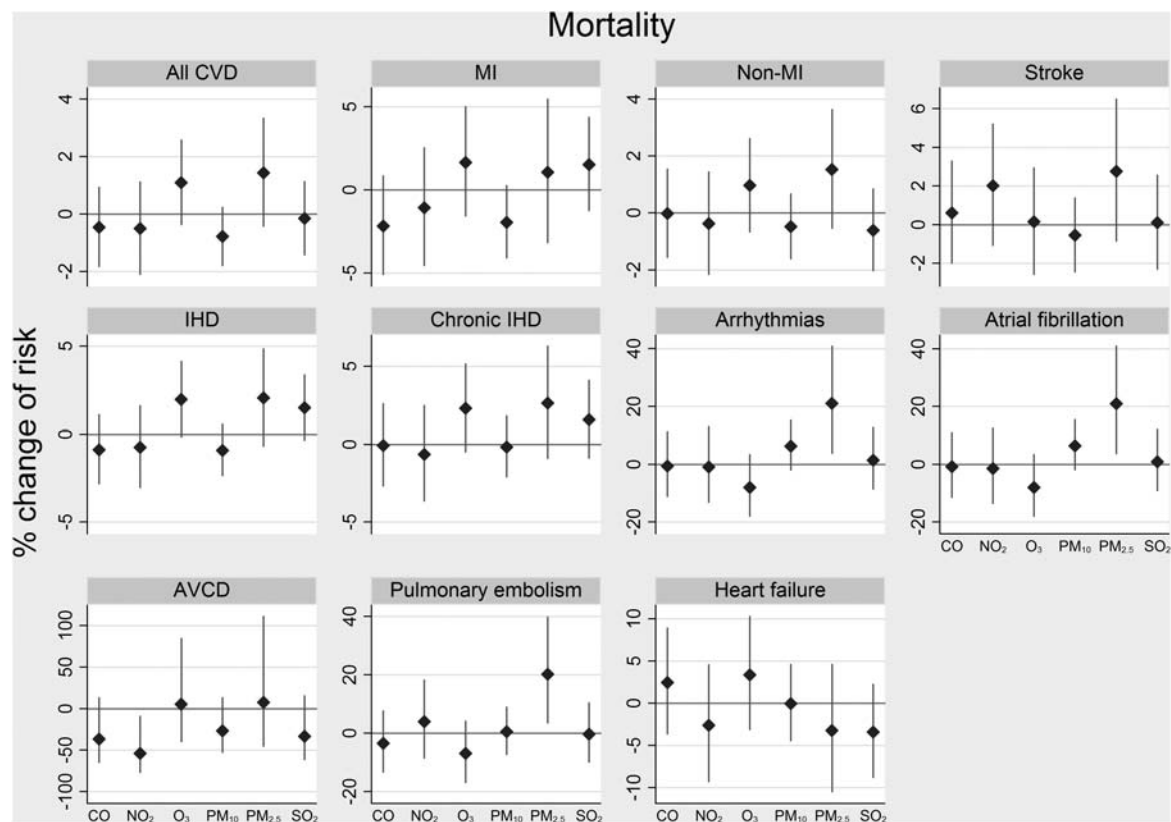 Mortality
% change of risk
All CVD
4
2
0
-2
MI
5
0
-5
Non-MI
4
2
0
-2
Stroke
6
4
2
0
-2
IHD
5
0
-5
Chronic IHD
5
0
-5
Arrhythmias
40
20
0
-20
Atrial fibrillation
40
20
0
-20
CO NO₂ O₃ PM₁₀ PM₂.₅ SO₂
AVCD
100
50
0
-50
-100
CO NO₂ O₃ PM₁₀ PM₂.₅ SO₂
Pulmonary embolism
40
20
0
-20
CO NO₂ O₃ PM₁₀ PM₂.₅ SO₂
Heart failure
10
5
0
-5
-10
CO NO₂ O₃ PM₁₀ PM₂.₅ SO₂